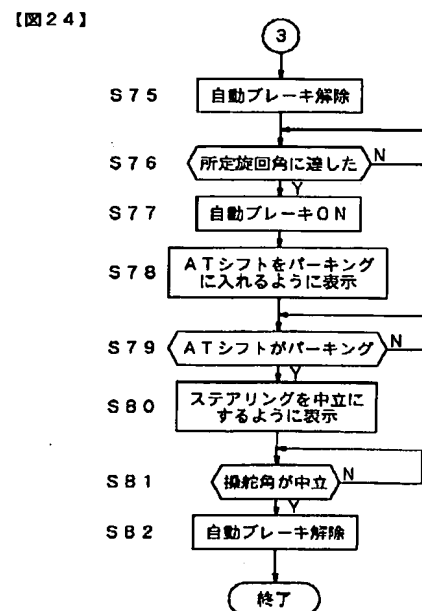 【図24】
3
S75 自動ブレーキ解除
S76 所定旋回角に達した N
Y
S77 自動ブレーキON
S78 ATシフトをパーキング
に入れるように表示
S79 ATシフトがパーキング N
Y
S80 ステアリングを中立に
するように表示
S81 操舵角が中立 N
Y
S82 自動ブレーキ解除
終了